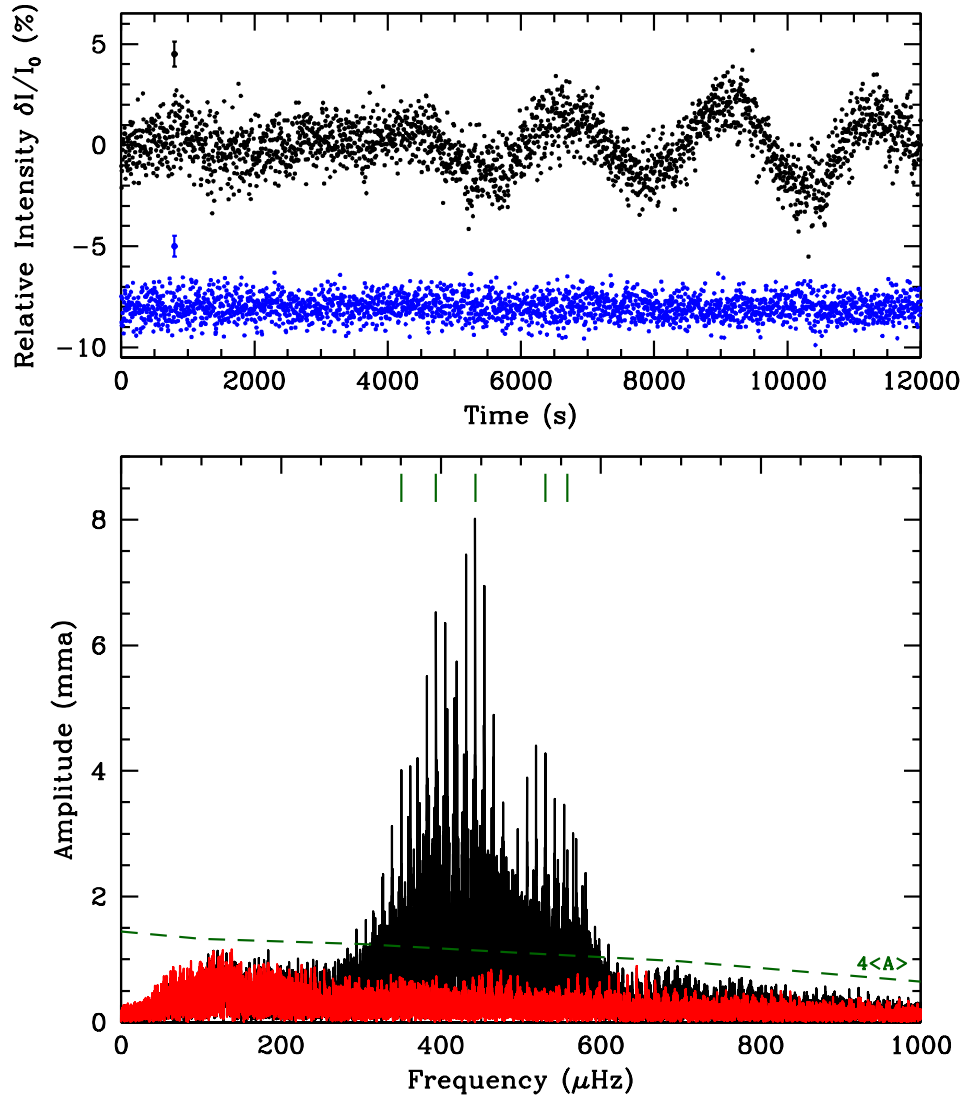 Relative Intensity δI/I₀ (%)
5
0
−5
−10
0 2000 4000 6000 8000 10000 12000
Time (s)
Amplitude (mma)
8
6
4
2
0
4<A>
0 200 400 600 800 1000
Frequency (μHz)